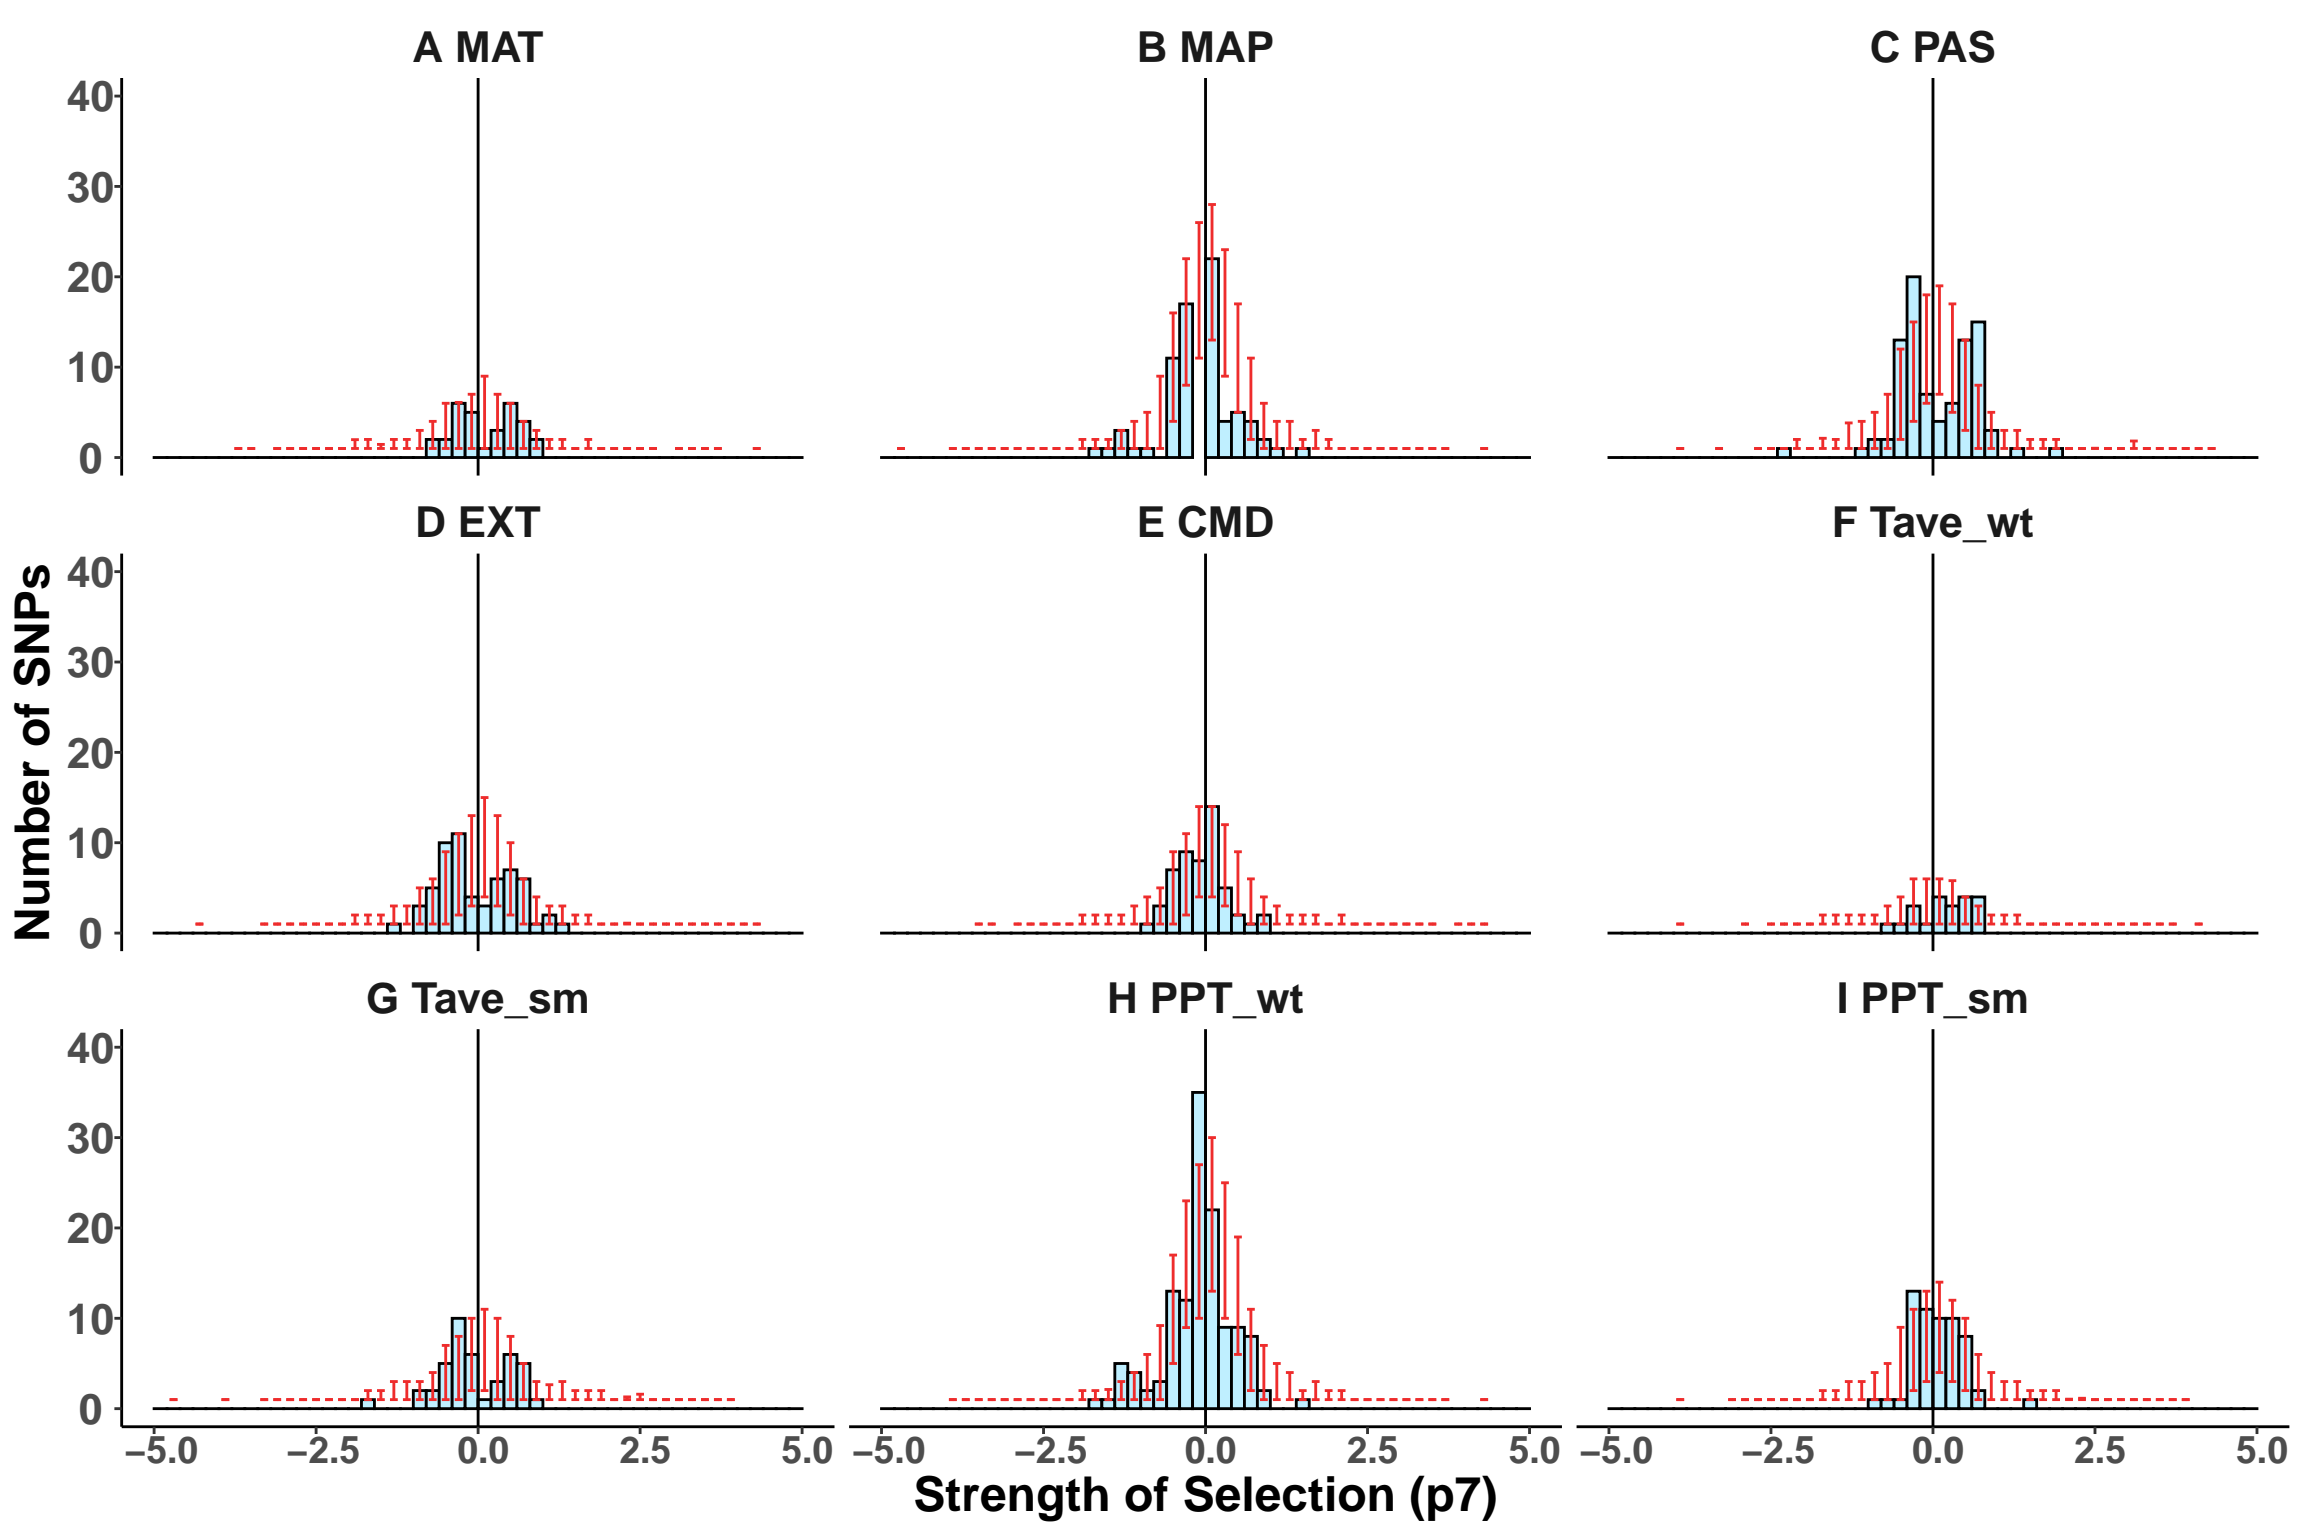 A MAT
B MAP
C PAS
40
30
20
10
0
D EXT
E CMD
F Tave_wt
40
30
20
10
0
Number of SNPs
G Tave_sm
H PPT_wt
I PPT_sm
40
30
20
10
0
−5.0 −2.5 0.0 2.5 5.0
−5.0 −2.5 0.0 2.5 5.0
−5.0 −2.5 0.0 2.5 5.0
Strength of Selection (p7)